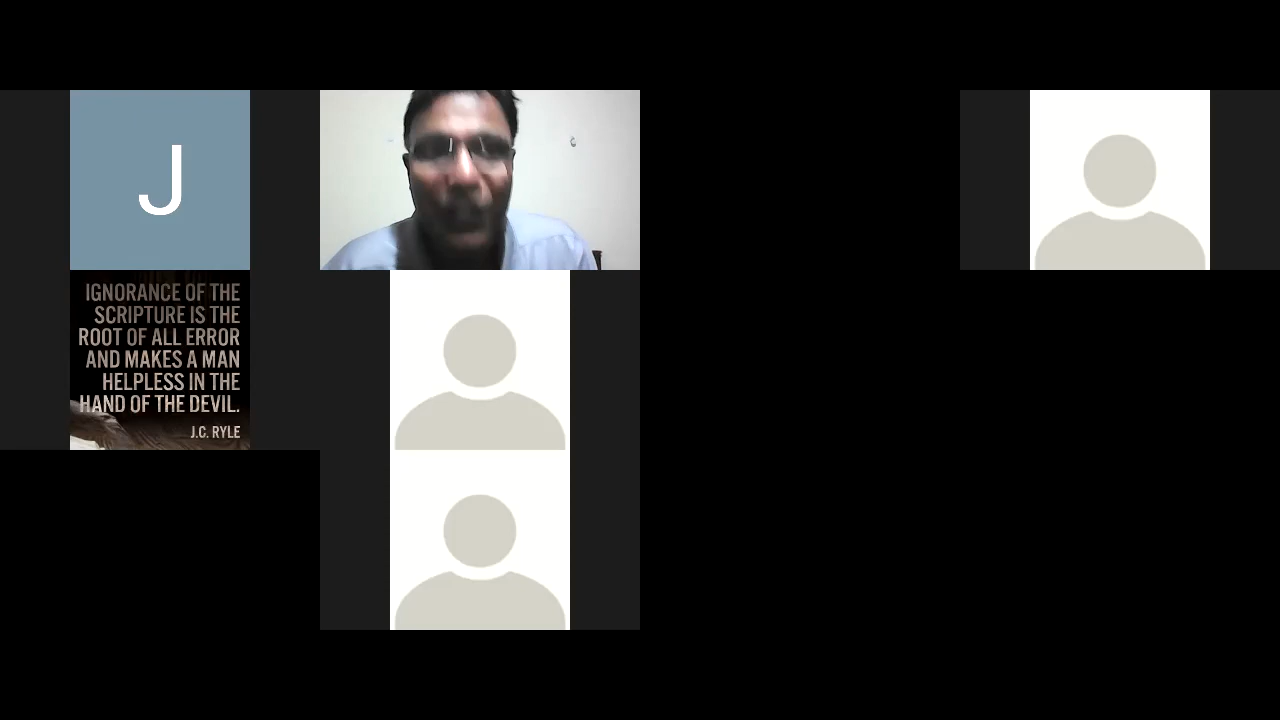 J
IGNORANCE OF THE
SCRIPTURE IS THE
ROOT OF ALL ERROR
AND MAKES A MAN
HELPLESS IN THE
HAND OF THE DEVIL.
J.C. RYLE